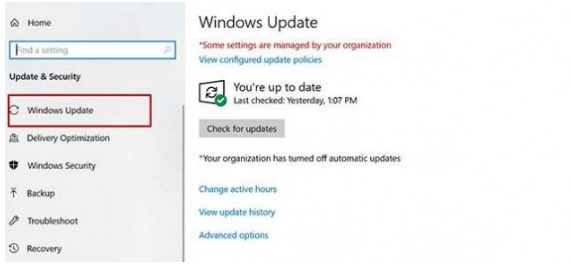 Home
Find a setting
Update & Security
Windows Update
Delivery Optimization
Windows Security
Backup
Troubleshoot
Recovery
Windows Update
*Some settings are managed by your organization
View configured update policies
You're up to date
Last checked: Yesterday, 1:07 PM
Check for updates
*Your organization has turned off automatic updates
Change active hours
View update history
Advanced options